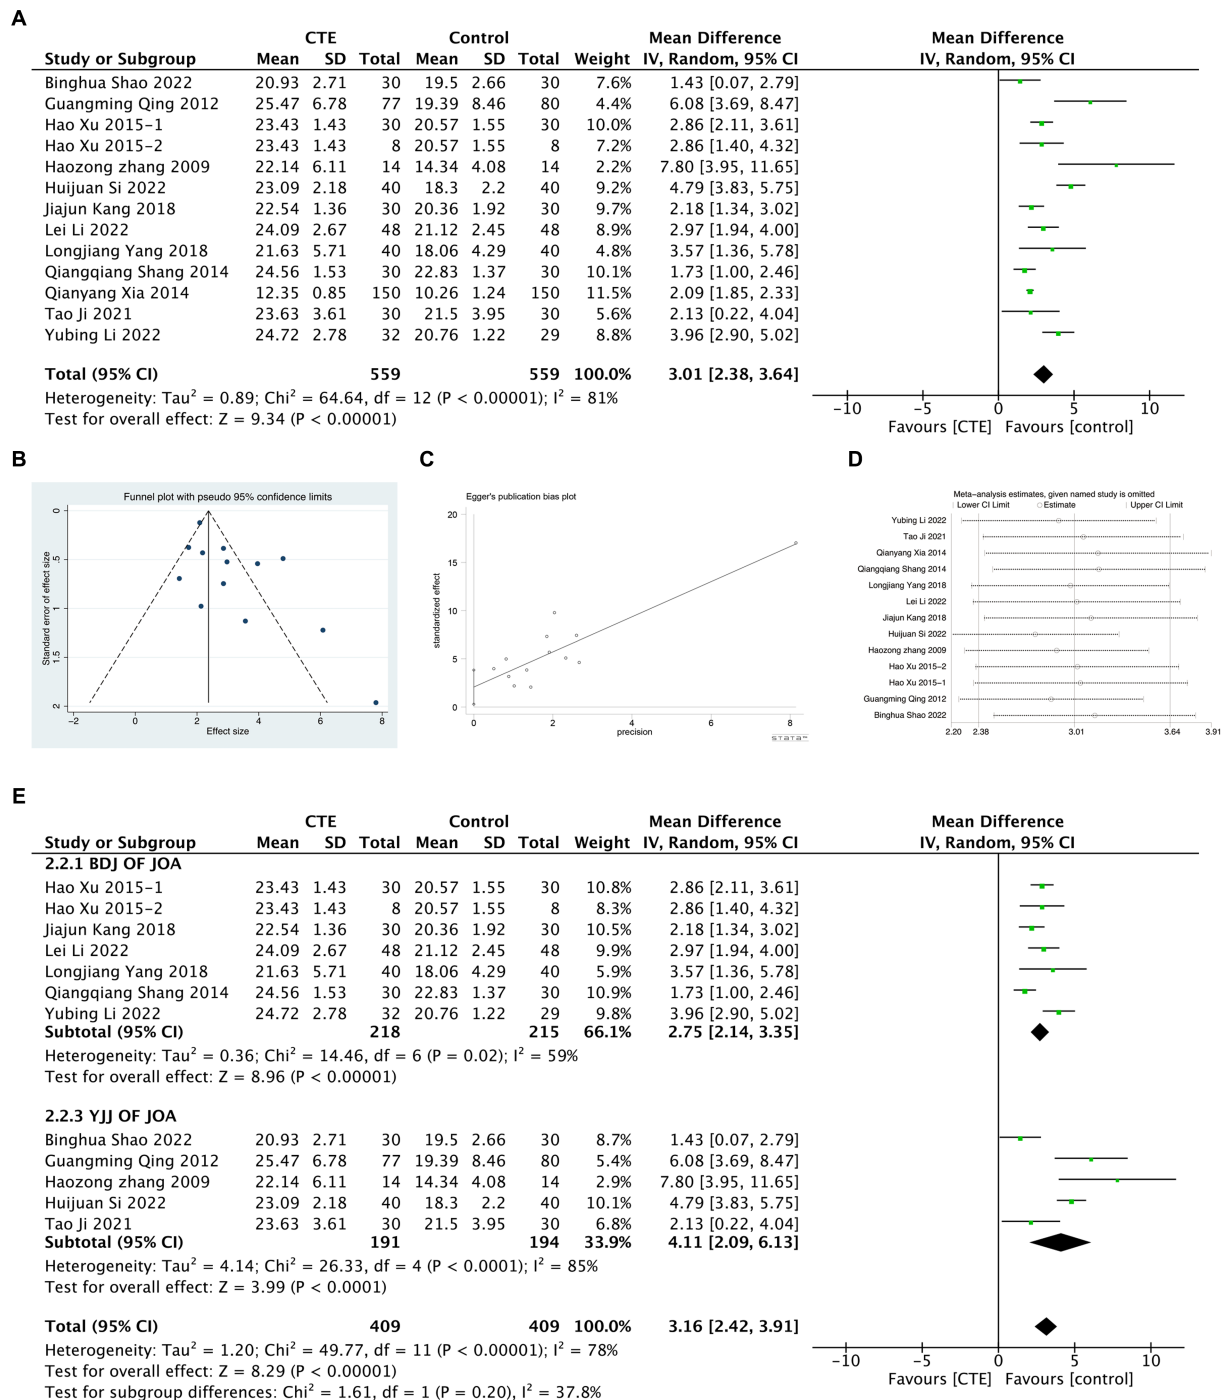 A
CTE Control Mean Difference Mean Difference
Study or Subgroup Mean SD Total Mean SD Total Weight IV, Random, 95% CI IV, Random, 95% CI
Binghua Shao 2022 20.93 2.71 30 19.5 2.66 30 7.6% 1.43 [0.07, 2.79]
Guangming Qing 2012 25.47 6.78 77 19.39 8.46 80 4.4% 6.08 [3.69, 8.47]
Hao Xu 2015-1 23.43 1.43 30 20.57 1.55 30 10.0% 2.86 [2.11, 3.61]
Hao Xu 2015-2 23.43 1.43 8 20.57 1.55 8 7.2% 2.86 [1.40, 4.32]
Haozong zhang 2009 22.14 6.11 14 14.34 4.08 14 2.2% 7.80 [3.95, 11.65]
Huijuan Si 2022 23.09 2.18 40 18.3 2.2 40 9.2% 4.79 [3.83, 5.75]
Jiajun Kang 2018 22.54 1.36 30 20.36 1.92 30 9.7% 2.18 [1.34, 3.02]
Lei Li 2022 24.09 2.67 48 21.12 2.45 48 8.9% 2.97 [1.94, 4.00]
Longjiang Yang 2018 21.63 5.71 40 18.06 4.29 40 4.8% 3.57 [1.36, 5.78]
Qiangqiang Shang 2014 24.56 1.53 30 22.83 1.37 30 10.1% 1.73 [1.00, 2.46]
Qianyang Xia 2014 12.35 0.85 150 10.26 1.24 150 11.5% 2.09 [1.85, 2.33]
Tao Ji 2021 23.63 3.61 30 21.5 3.95 30 5.6% 2.13 [0.22, 4.04]
Yubing Li 2022 24.72 2.78 32 20.76 1.22 29 8.8% 3.96 [2.90, 5.02]
Total (95% CI) 559 559 100.0% 3.01 [2.38, 3.64]
Heterogeneity: Tau² = 0.89; Chi² = 64.64, df = 12 (P < 0.00001); I² = 81%
Test for overall effect: Z = 9.34 (P < 0.00001)
-10 -5 0 5 10
Favours [CTE] Favours [control]
B
Funnel plot with pseudo 95% confidence limits
Standard error of effect size
0
.5
1
1.5
2
-2 0 2 4 6 8
Effect size
C
Egger's publication bias plot
standardized effect
20
15
10
5
0
0 2 4 6 8
precision
STATA™
D
Meta-analysis estimates, given named study is omitted
Lower CI Limit Estimate Upper CI Limit
Yubing Li 2022
Tao Ji 2021
Qianyang Xia 2014
Qiangqiang Shang 2014
Longjiang Yang 2018
Lei Li 2022
Jiajun Kang 2018
Huijuan Si 2022
Haozong zhang 2009
Hao Xu 2015-2
Hao Xu 2015-1
Guangming Qing 2012
Binghua Shao 2022
2.20 2.38 3.01 3.64 3.91
E
CTE Control Mean Difference Mean Difference
Study or Subgroup Mean SD Total Mean SD Total Weight IV, Random, 95% CI IV, Random, 95% CI
2.2.1 BDJ OF JOA
Hao Xu 2015-1 23.43 1.43 30 20.57 1.55 30 10.8% 2.86 [2.11, 3.61]
Hao Xu 2015-2 23.43 1.43 8 20.57 1.55 8 8.3% 2.86 [1.40, 4.32]
Jiajun Kang 2018 22.54 1.36 30 20.36 1.92 30 10.5% 2.18 [1.34, 3.02]
Lei Li 2022 24.09 2.67 48 21.12 2.45 48 9.9% 2.97 [1.94, 4.00]
Longjiang Yang 2018 21.63 5.71 40 18.06 4.29 40 5.9% 3.57 [1.36, 5.78]
Qiangqiang Shang 2014 24.56 1.53 30 22.83 1.37 30 10.9% 1.73 [1.00, 2.46]
Yubing Li 2022 24.72 2.78 32 20.76 1.22 29 8.8% 3.96 [2.90, 5.02]
Subtotal (95% CI) 218 215 66.1% 2.75 [2.14, 3.35]
Heterogeneity: Tau² = 0.36; Chi² = 14.46, df = 6 (P = 0.02); I² = 59%
Test for overall effect: Z = 8.96 (P < 0.00001)
2.2.3 YJJ OF JOA
Binghua Shao 2022 20.93 2.71 30 19.5 2.66 30 8.7% 1.43 [0.07, 2.79]
Guangming Qing 2012 25.47 6.78 77 19.39 8.46 80 5.4% 6.08 [3.69, 8.47]
Haozong zhang 2009 22.14 6.11 14 14.34 4.08 14 2.9% 7.80 [3.95, 11.65]
Huijuan Si 2022 23.09 2.18 40 18.3 2.2 40 10.1% 4.79 [3.83, 5.75]
Tao Ji 2021 23.63 3.61 30 21.5 3.95 30 6.8% 2.13 [0.22, 4.04]
Subtotal (95% CI) 191 194 33.9% 4.11 [2.09, 6.13]
Heterogeneity: Tau² = 4.14; Chi² = 26.33, df = 4 (P < 0.0001); I² = 85%
Test for overall effect: Z = 3.99 (P < 0.0001)
Total (95% CI) 409 409 100.0% 3.16 [2.42, 3.91]
Heterogeneity: Tau² = 1.20; Chi² = 49.77, df = 11 (P < 0.00001); I² = 78%
Test for overall effect: Z = 8.29 (P < 0.00001)
Test for subgroup differences: Chi² = 1.61, df = 1 (P = 0.20), I² = 37.8%
-10 -5 0 5 10
Favours [CTE] Favours [control]